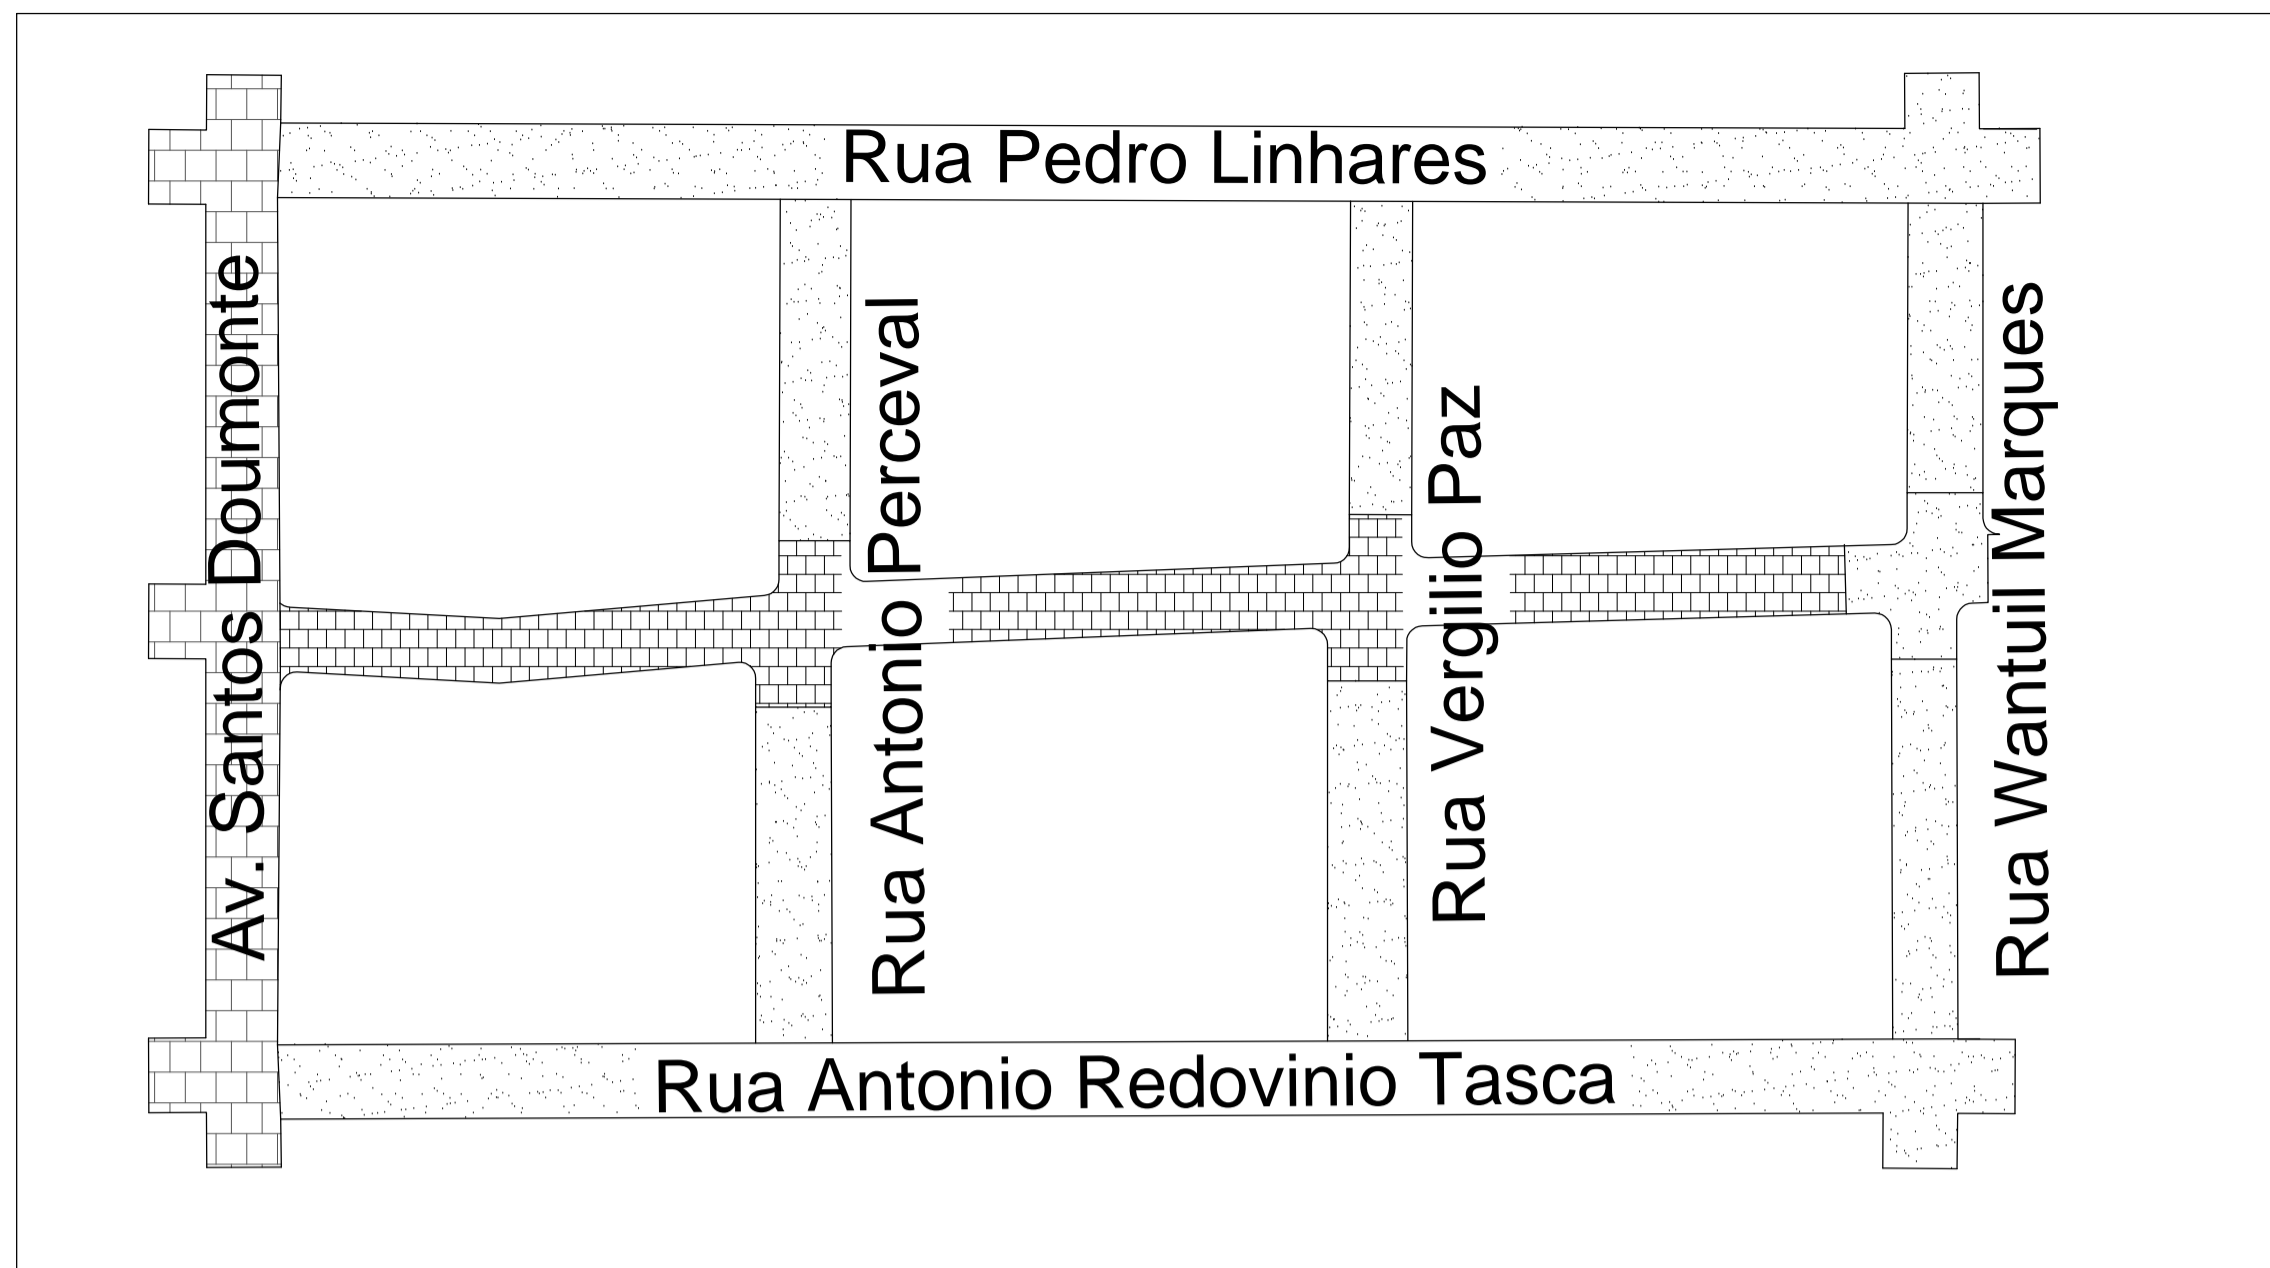 Rua Pedro Linhares
Av. Santos Doumonte
Rua Antonio Perceval
Rua Vergilio Paz
Rua Wantuil Marques
Rua Antonio Redovinio Tasca